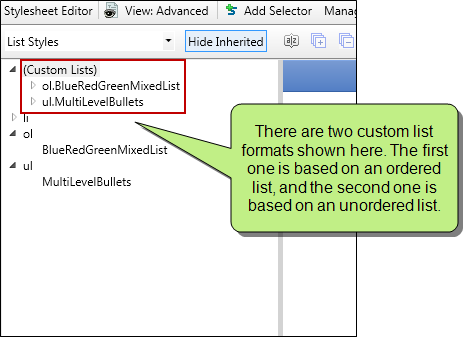 Stylesheet Editor View: Advanced Add Selector Manag
List Styles Hide Inherited
(Custom Lists)
ol.BlueRedGreenMixedList
ul.MultiLevelBullets
li
ol
BlueRedGreenMixedList
ul
MultiLevelBullets
There are two custom list
formats shown here. The first
one is based on an ordered
list, and the second one is
based on an unordered list.